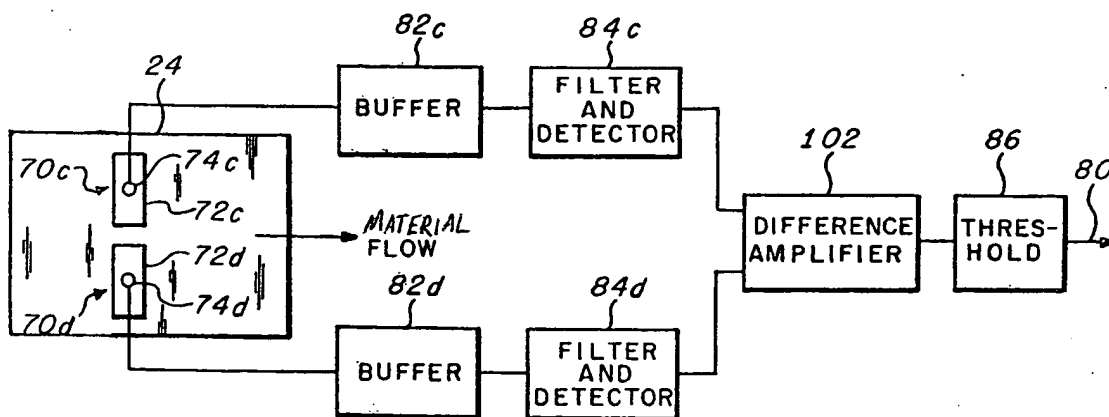 82c
84c
24
BUFFER
FILTER
AND
DETECTOR
70c
74c
72c
102
86
80
MATERIAL
FLOW
DIFFERENCE
AMPLIFIER
THRES-
HOLD
72d
74d
70d
82d
84d
BUFFER
FILTER
AND
DETECTOR